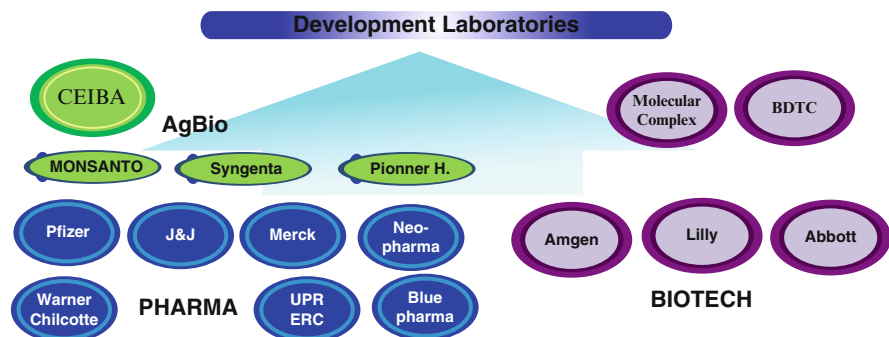 Development Laboratories
CEIBA
AgBio
Molecular
Complex
BDTC
MONSANTO
Syngenta
Pionner H.
Pfizer
J&J
Merck
Neo-
pharma
Amgen
Lilly
Abbott
Warner
Chilcotte
PHARMA
UPR
ERC
Blue
pharma
BIOTECH